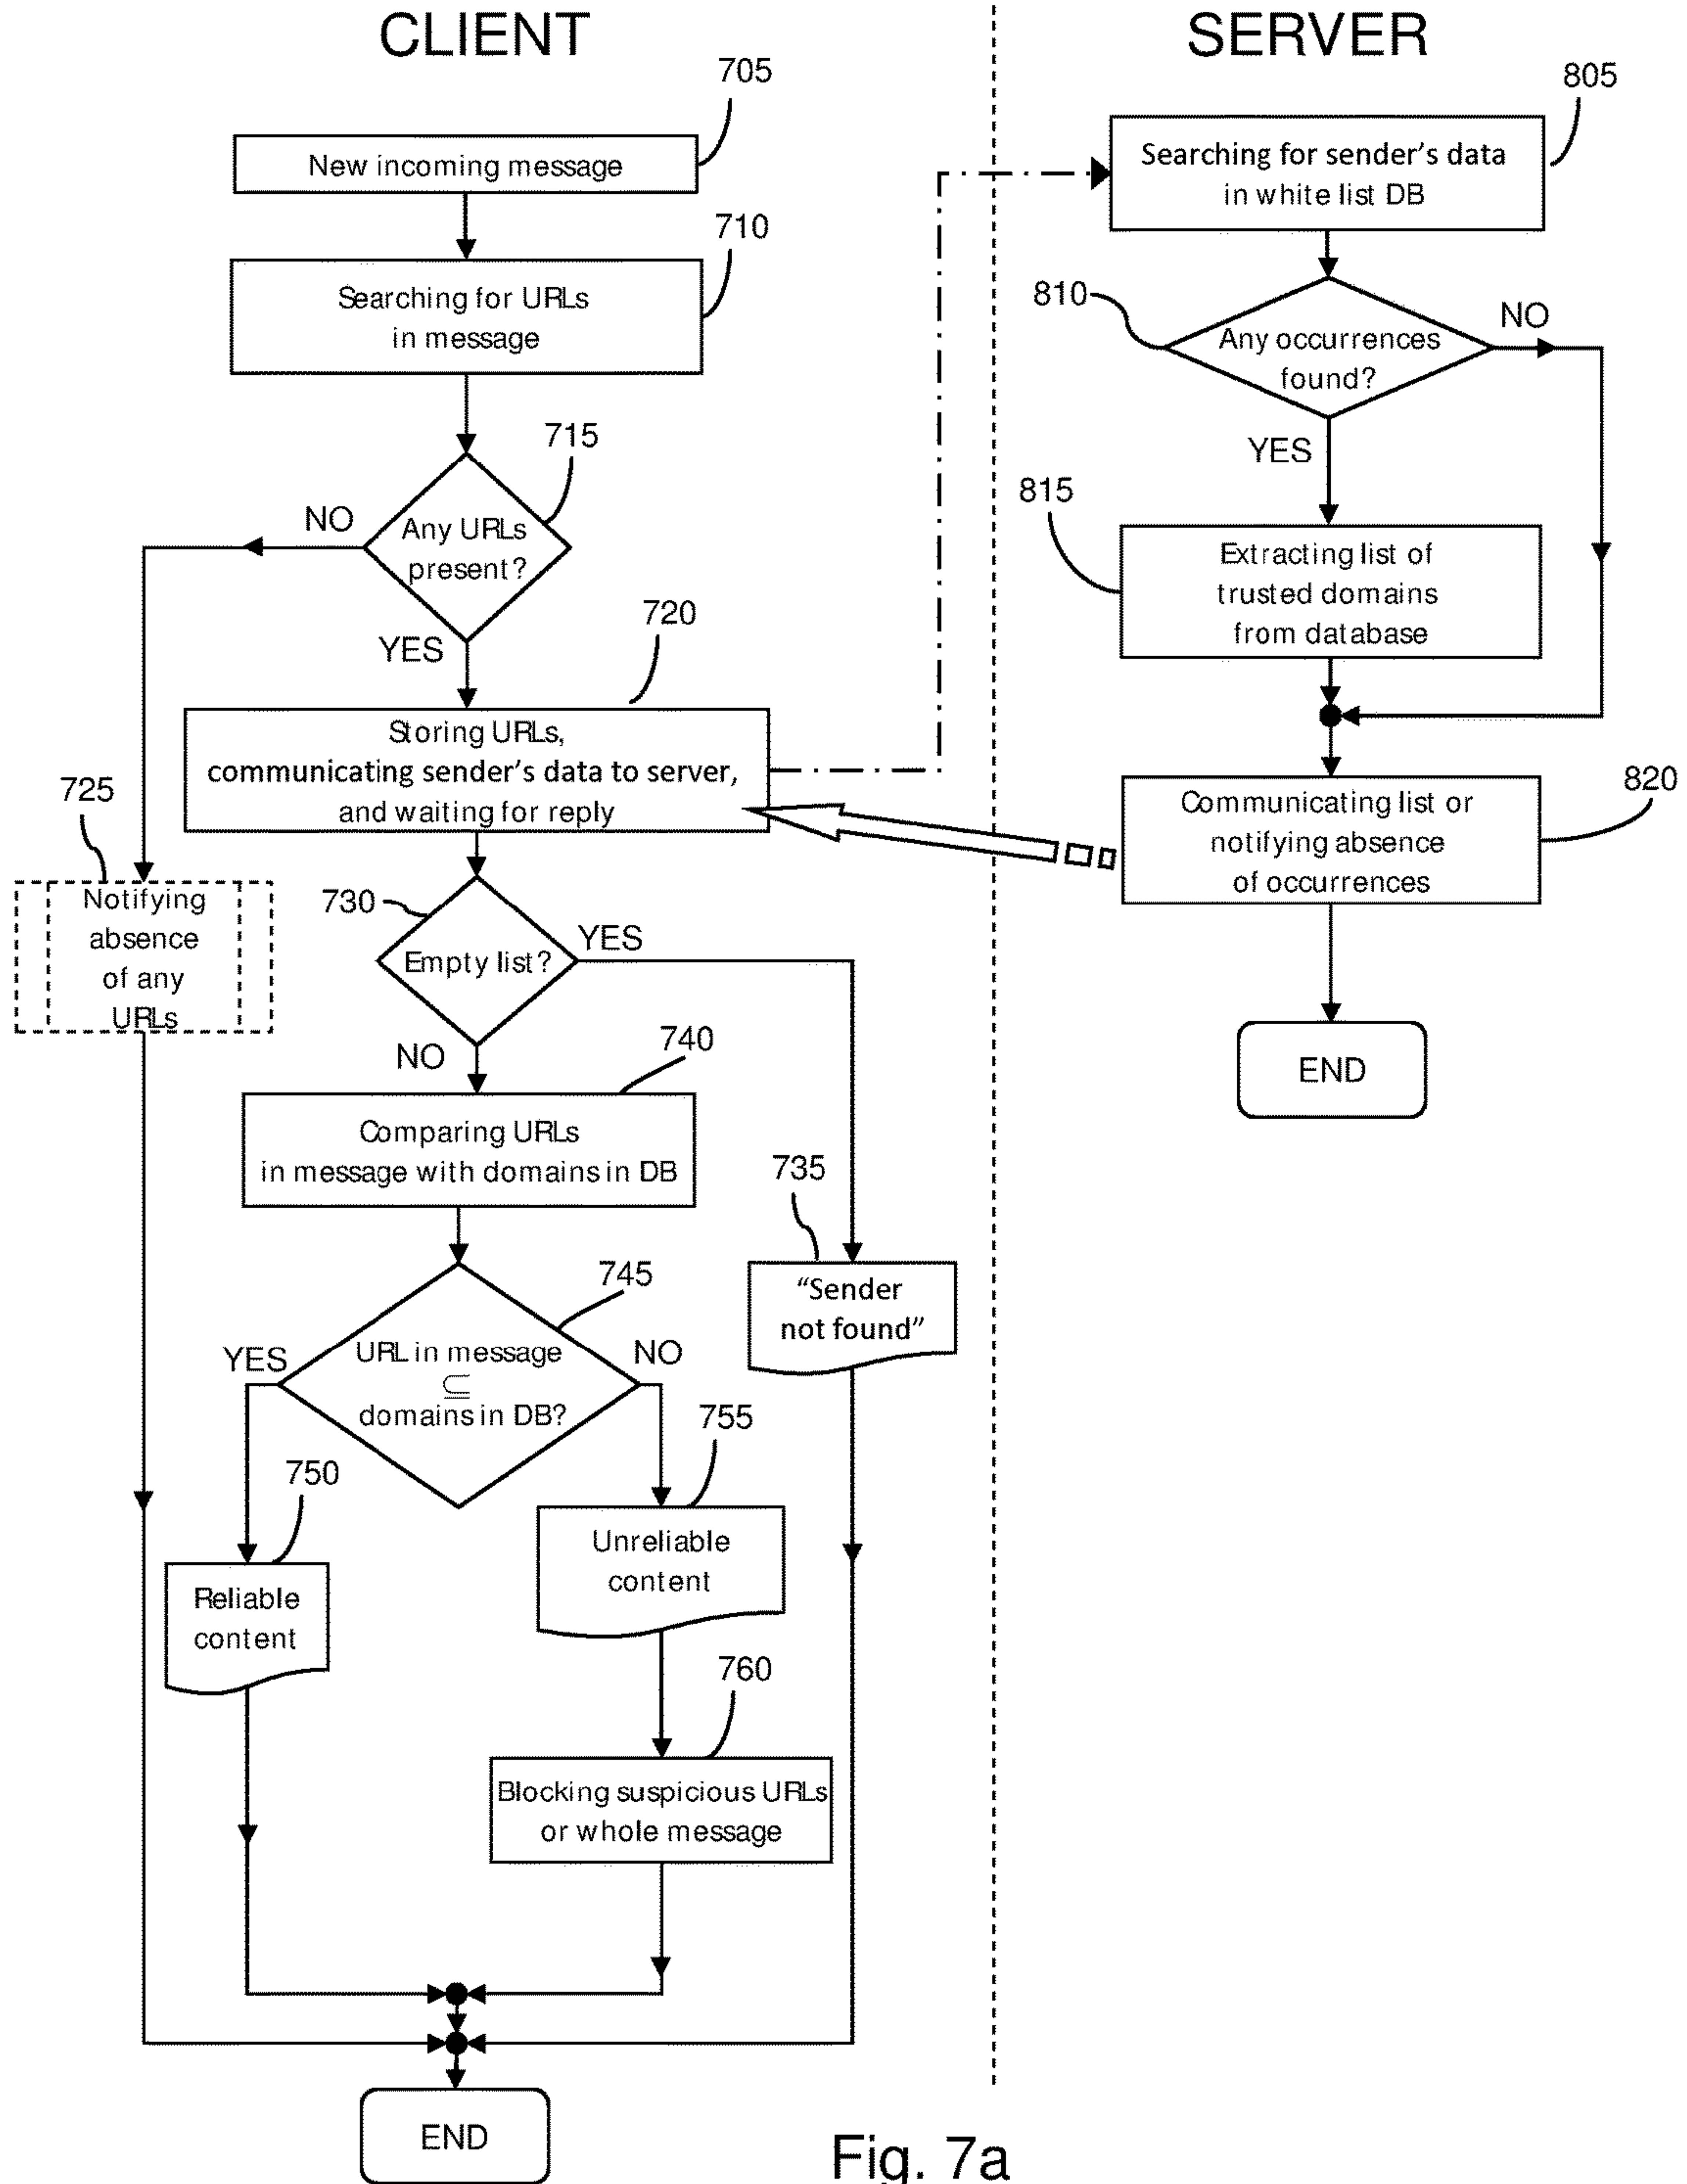 CLIENT
SERVER
705
805
New incoming message
Searching for sender's data
in white list DB
710
Searching for URLs
in message
810
Any occurrences
found?
NO
YES
715
NO
Any URLs
present?
YES
815
Extracting list of
trusted domains
from database
720
Storing URLs,
communicating sender's data to server,
and waiting for reply
725
Notifying
absence
of any
URLs
820
Communicating list or
notifying absence
of occurrences
730
Empty list?
YES
NO
END
740
Comparing URLs
in message with domains in DB
735
“Sender
not found”
745
YES
URL in message
⊆
domains in DB?
NO
750
Reliable
content
755
Unreliable
content
760
Blocking suspicious URLs
or whole message
END
Fig. 7a